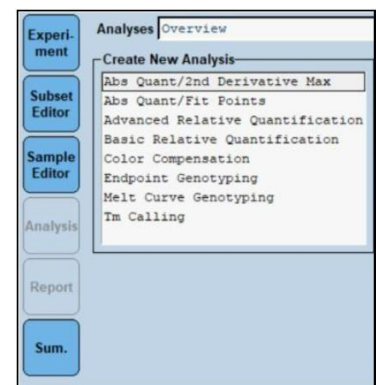 Experi-
ment
Subset
Editor
Sample
Editor
Analysis
Report
Sum.
Analyses Overview
Create New Analysis
Abs Quant/2nd Derivative Max
Abs Quant/Fit Points
Advanced Relative Quantification
Basic Relative Quantification
Color Compensation
Endpoint Genotyping
Melt Curve Genotyping
Tm Calling